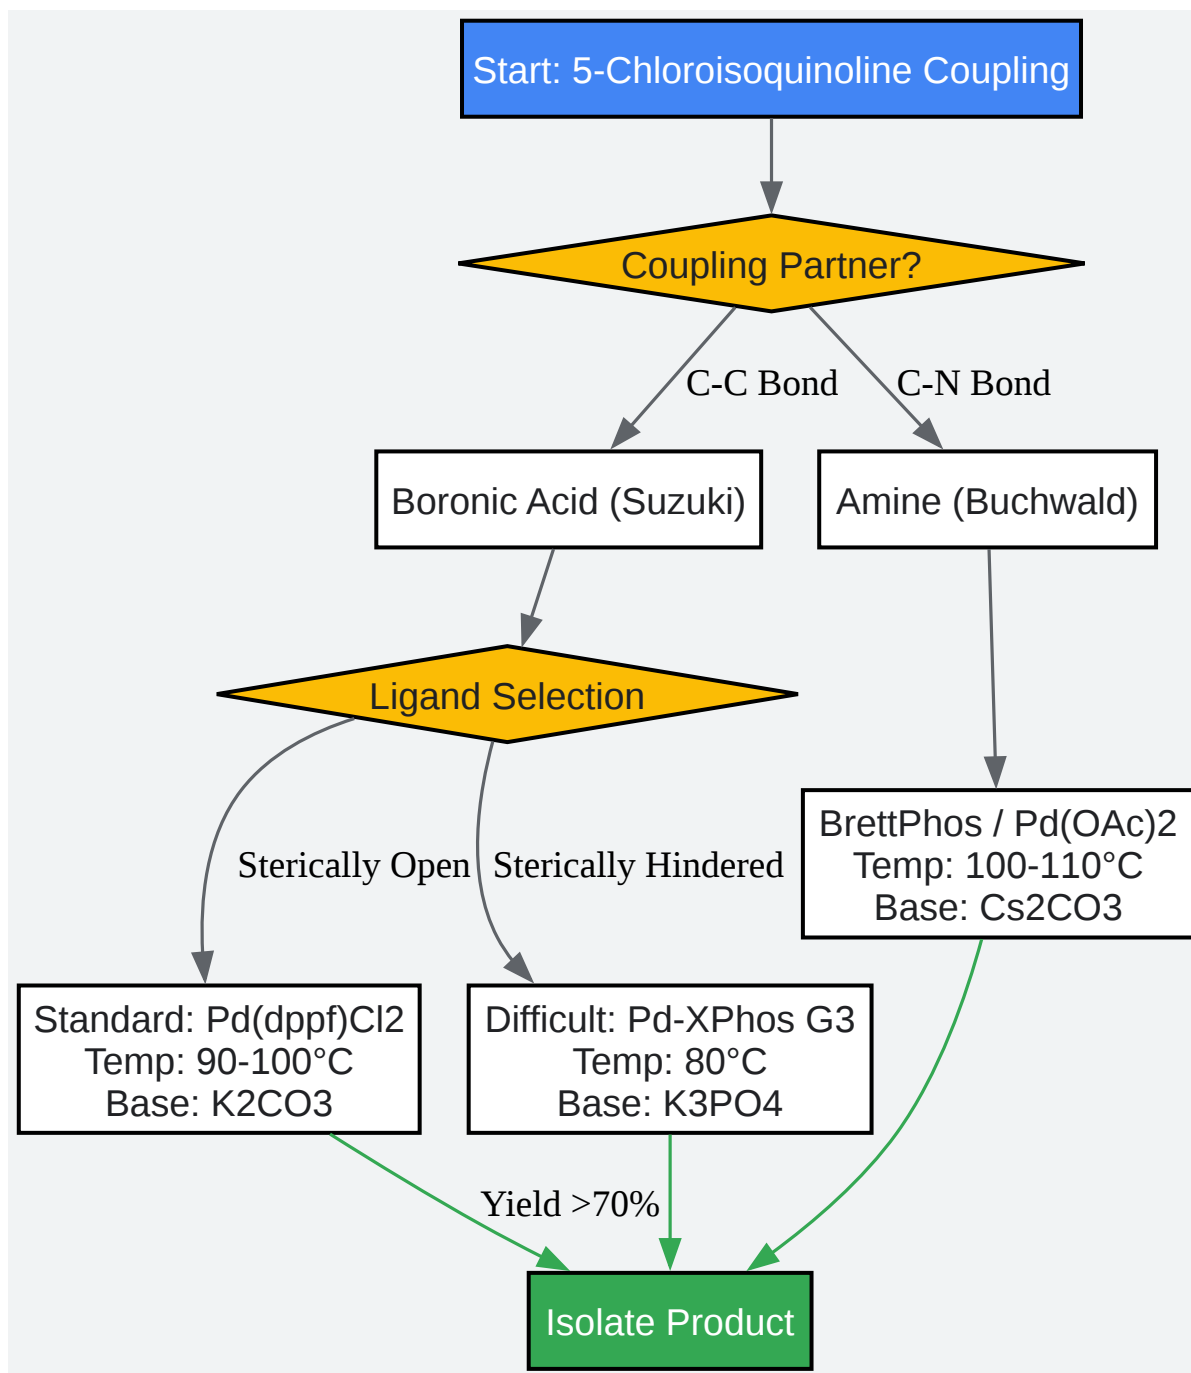 Start: 5-Chloroisoquinoline Coupling
Coupling Partner?
C-C Bond
C-N Bond
Boronic Acid (Suzuki)
Amine (Buchwald)
Ligand Selection
BrettPhos / Pd(OAc)2
Temp: 100-110°C
Base: Cs2CO3
Sterically Open
Sterically Hindered
Standard: Pd(dppf)Cl2
Temp: 90-100°C
Base: K2CO3
Difficult: Pd-XPhos G3
Temp: 80°C
Base: K3PO4
Yield >70%
Isolate Product